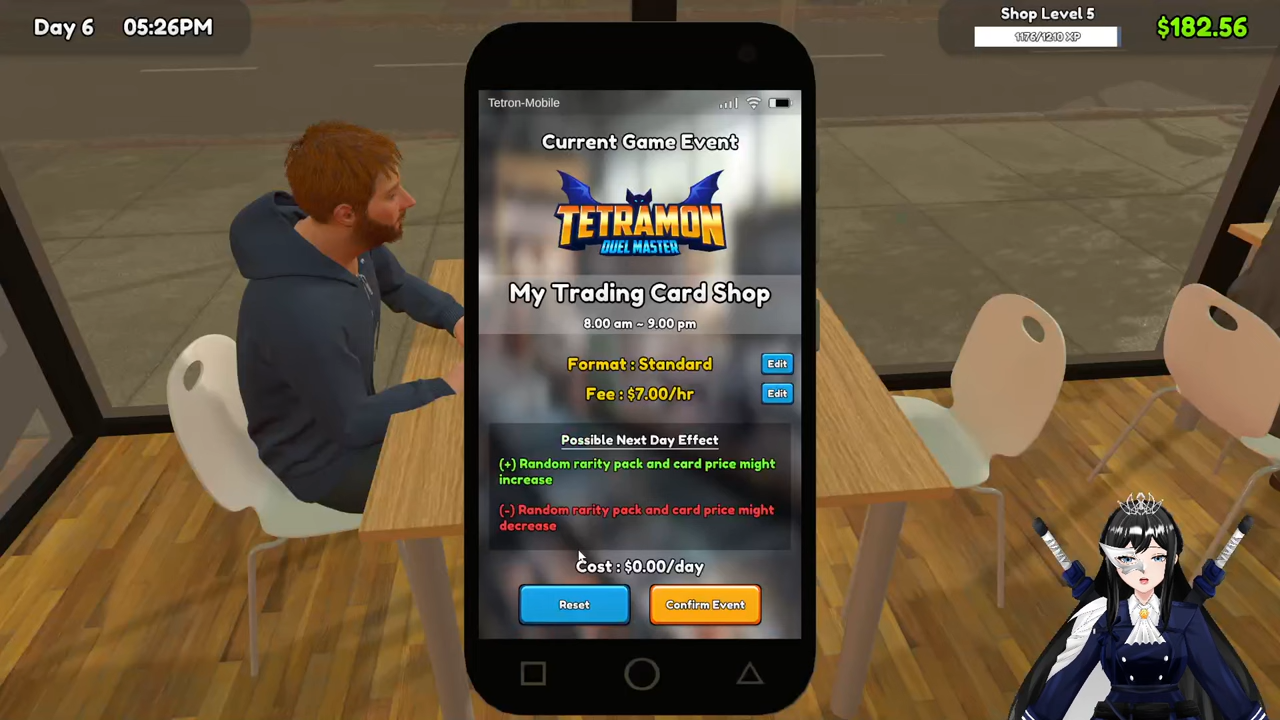 Day 6 05:26PM
Shop Level 5
1176/1210 XP
$182.56
Tetron-Mobile
Current Game Event
TETRAMON
DUEL MASTER
My Trading Card Shop
8.00 am ~ 9.00 pm
Format : Standard
Edit
Fee : $7.00/hr
Edit
Possible Next Day Effect
(+) Random rarity pack and card price might
increase
(-) Random rarity pack and card price might
decrease
Cost : $0.00/day
Reset
Confirm Event